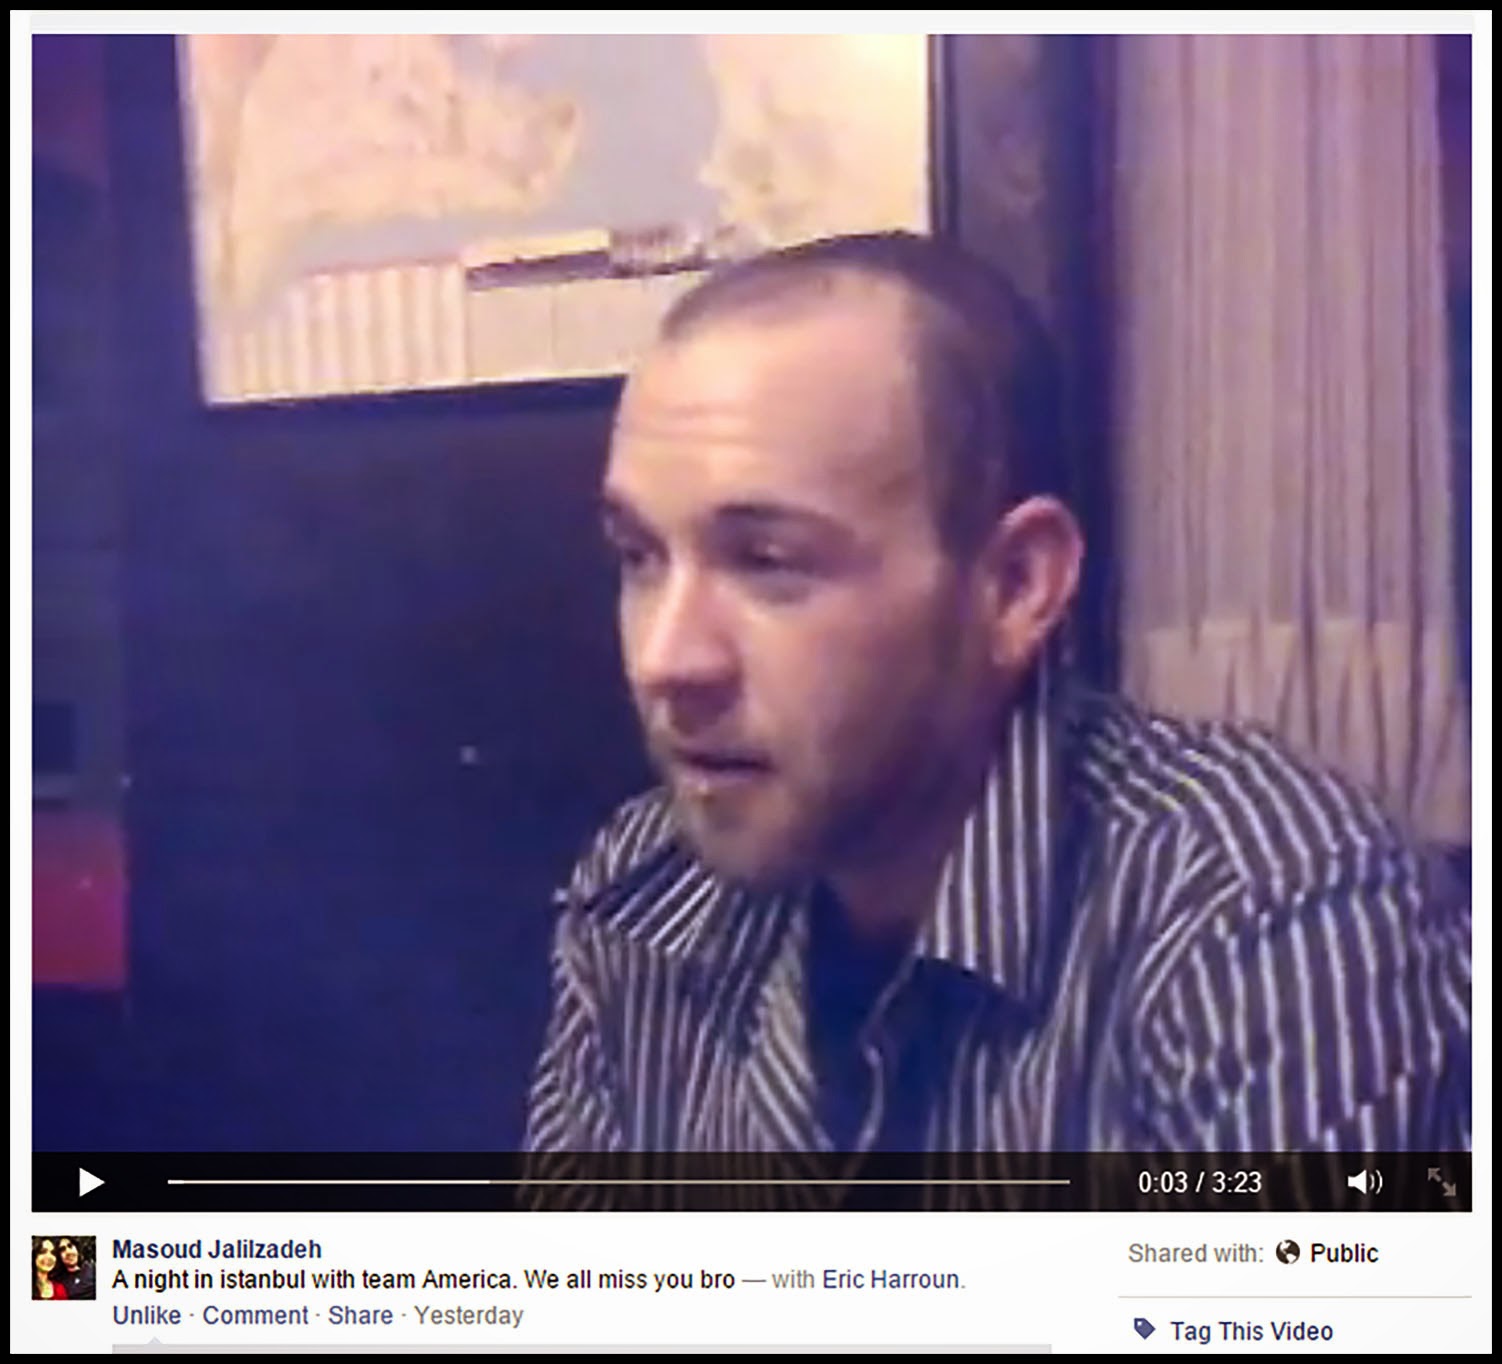 0:03 / 3:23
Masoud Jalilzadeh
A night in istanbul with team America. We all miss you bro — with Eric Harroun.
Unlike · Comment · Share · Yesterday
Shared with: Public
Tag This Video